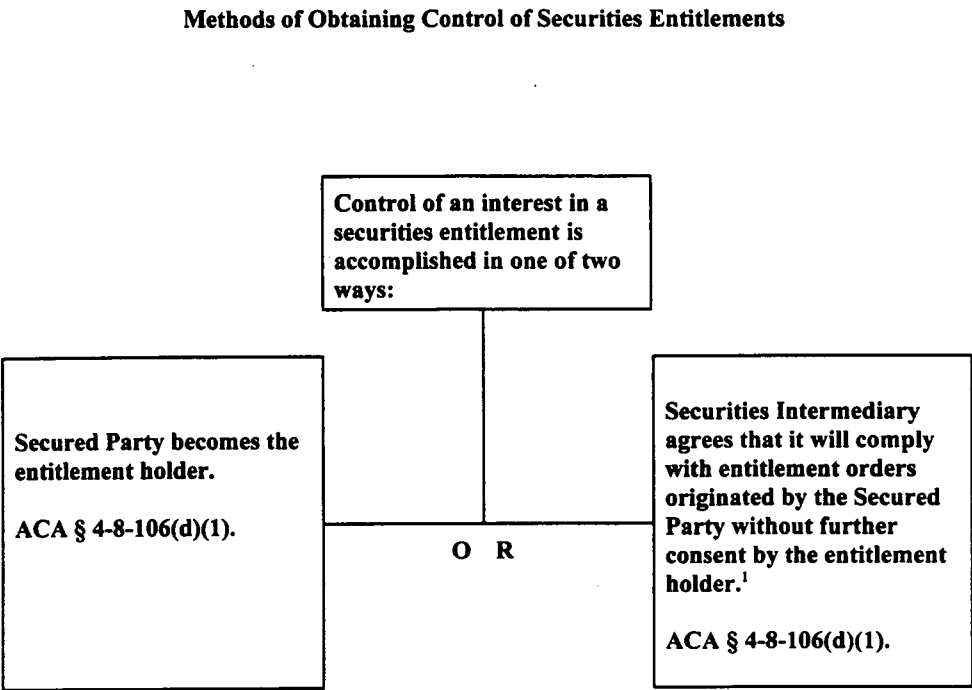 Methods of Obtaining Control of Securities Entitlements
Control of an interest in a
securities entitlement is
accomplished in one of two
ways:
Secured Party becomes the
entitlement holder.
ACA § 4-8-106(d)(1).
O R
Securities Intermediary
agrees that it will comply
with entitlement orders
originated by the Secured
Party without further
consent by the entitlement
holder.¹
ACA § 4-8-106(d)(1).